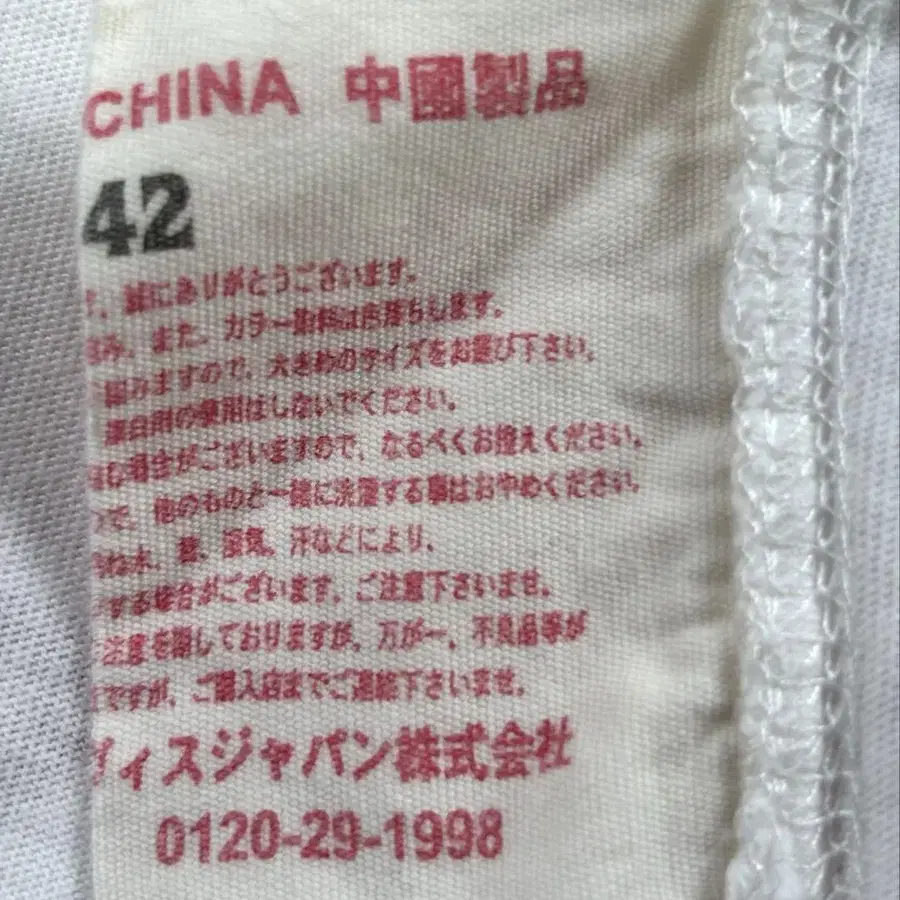 CHINA 中國製品
42
、誠にありがとうございます。
み、また、カラー飲料は色落ちします。
縮みますので、大きめのサイズをお選び下さい。
蛋白剤の使用はしないでください。
場合がございますので、なるべくお控えください。
で、他のものと一緒に洗濯する事はおやめください。
水、湿気、汗などにより、
する場合がございます。ご注意下さいませ。
注意を関しておりますが、万が一、不良品等が
ですが、ご購入店までご連絡下さいませ。
ィスジャパン株式会社
0120-29-1998